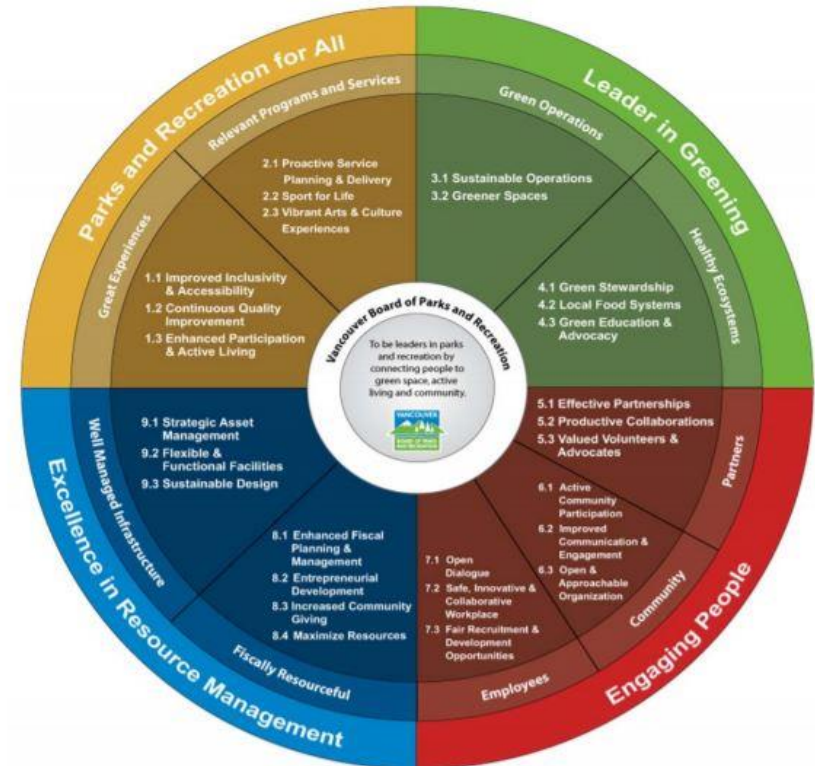 Parks and Recreation for All
Relevant Programs and Services
2.1 Proactive Service
Planning & Delivery
2.2 Sport for Life
2.3 Vibrant Arts & Culture
Experiences
Great Experiences
1.1 Improved Inclusivity
& Accessibility
1.2 Continuous Quality
Improvement
1.3 Enhanced Participation
& Active Living
Leader in Greening
Green Operations
3.1 Sustainable Operations
3.2 Greener Spaces
Healthy Ecosystems
4.1 Green Stewardship
4.2 Local Food Systems
4.3 Green Education &
Advocacy
Vancouver Board of Parks and Recreation
To be leaders in parks
and recreation by
connecting people to
green space, active
living and community.
VANCOUVER
BOARD OF PARKS
AND RECREATION
Engaging People
Partners
5.1 Effective Partnerships
5.2 Productive Collaborations
5.3 Valued Volunteers &
Advocates
Community
6.1 Active
Community
Participation
6.2 Improved
Communication &
Engagement
6.3 Open &
Approachable
Organization
Employees
7.1 Open
Dialogue
7.2 Safe, Innovative &
Collaborative
Workplace
7.3 Fair Recruitment &
Development
Opportunities
Excellence in Resource Management
Fiscally Resourceful
8.1 Enhanced Fiscal
Planning &
Management
8.2 Entrepreneurial
Development
8.3 Increased Community
Giving
8.4 Maximize Resources
Well Managed Infrastructure
9.1 Strategic Asset
Management
9.2 Flexible &
Functional Facilities
9.3 Sustainable Design